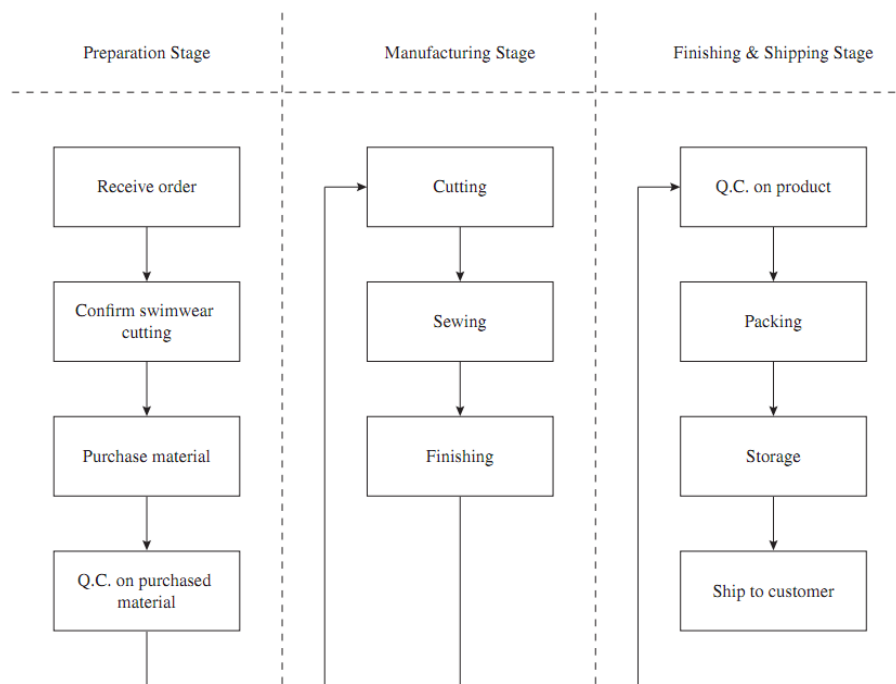 Preparation Stage
Manufacturing Stage
Finishing & Shipping Stage
Receive order
Confirm swimwear
cutting
Purchase material
Q.C. on purchased
material
Cutting
Sewing
Finishing
Q.C. on product
Packing
Storage
Ship to customer